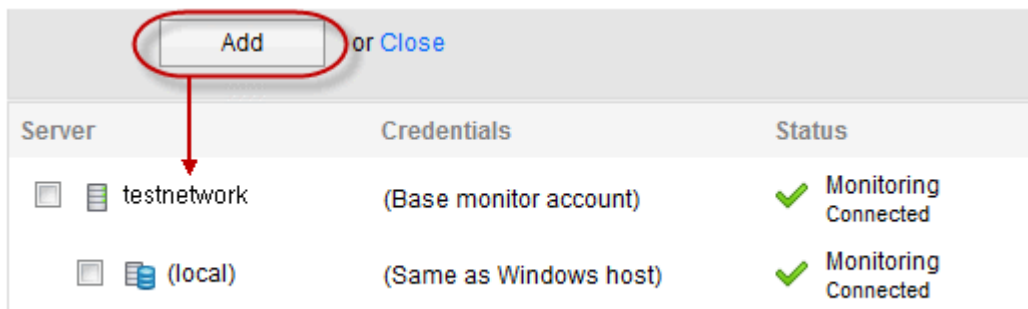 Add or Close
Server Credentials Status
testnetwork (Base monitor account) Monitoring
Connected
(local) (Same as Windows host) Monitoring
Connected